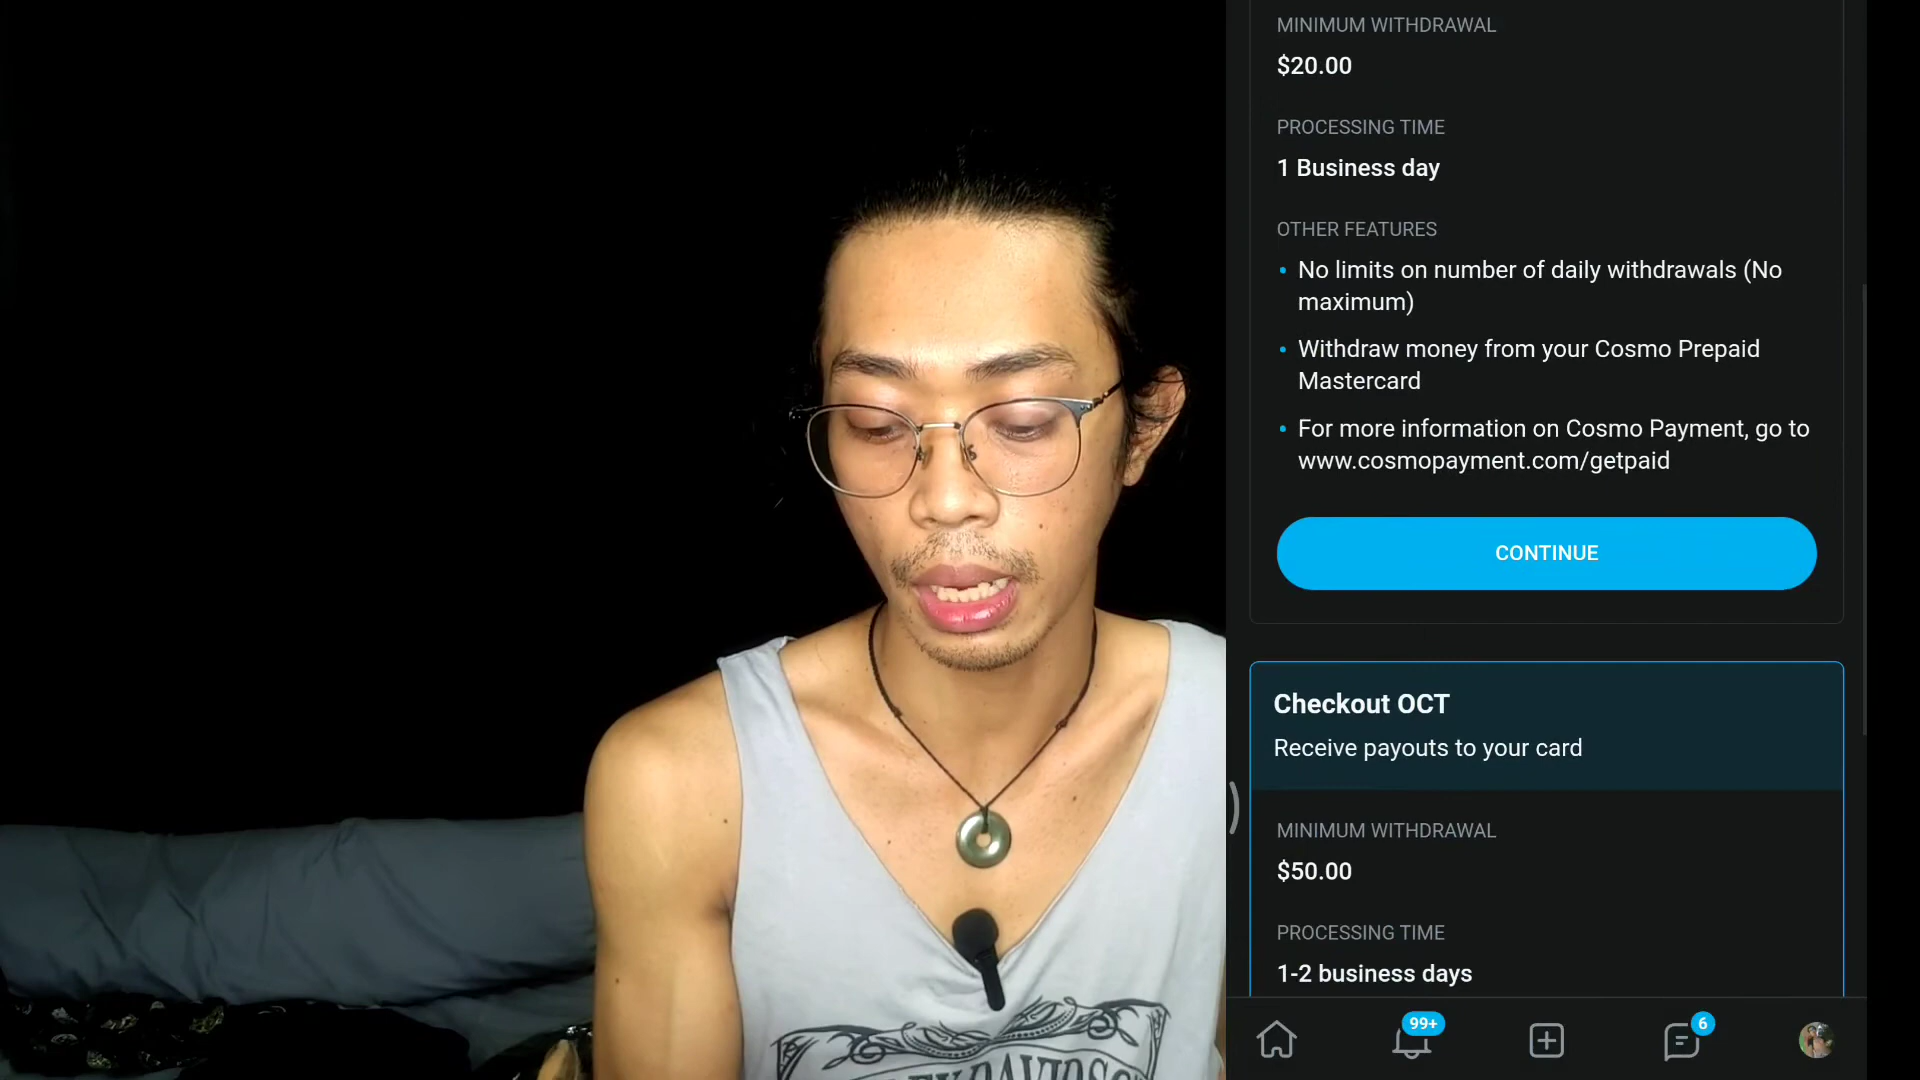 MINIMUM WITHDRAWAL
$20.00
PROCESSING TIME
1 Business day
OTHER FEATURES
• No limits on number of daily withdrawals (No
maximum)
• Withdraw money from your Cosmo Prepaid
Mastercard
• For more information on Cosmo Payment, go to
www.cosmopayment.com/getpaid
CONTINUE
Checkout OCT
Receive payouts to your card
MINIMUM WITHDRAWAL
$50.00
PROCESSING TIME
1-2 business days
99+
6